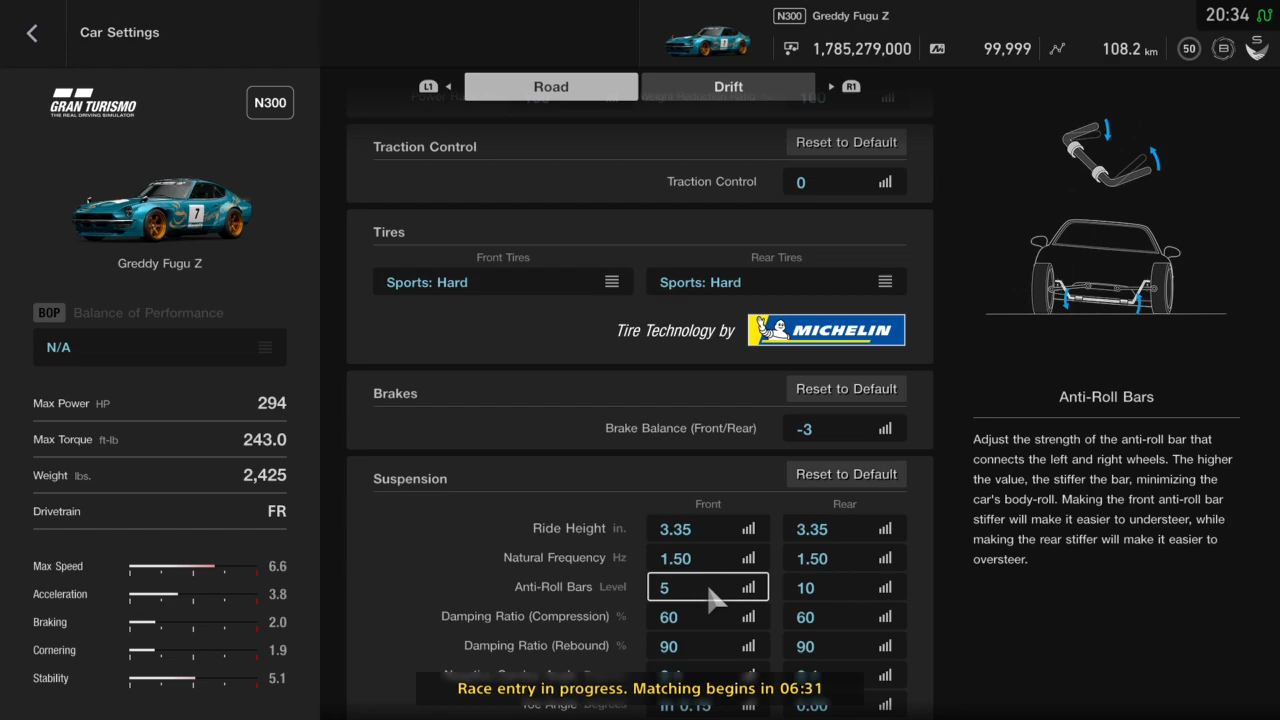 Car Settings
N300 Greddy Fugu Z
1,785,279,000 99,999 108.2 km 50 B S
20:34
GRAN TURISMO
THE REAL DRIVING SIMULATOR
N300
7
Greddy Fugu Z
BOP Balance of Performance
N/A
Max Power HP 294
Max Torque ft-lb 243.0
Weight lbs. 2,425
Drivetrain FR
Max Speed 6.6
Acceleration 3.8
Braking 2.0
Cornering 1.9
Stability 5.1
L1 Road Drift R1
Traction Control Reset to Default
Traction Control 0
Tires
Front Tires Rear Tires
Sports: Hard Sports: Hard
Tire Technology by MICHELIN
Brakes Reset to Default
Brake Balance (Front/Rear) -3
Suspension Reset to Default
Front Rear
Ride Height in. 3.35 3.35
Natural Frequency Hz 1.50 1.50
Anti-Roll Bars Level 5 10
Damping Ratio (Compression) % 60 60
Damping Ratio (Rebound) % 90 90
Race entry in progress. Matching begins in 06:31
Toe Angle Degrees In 0.15 0.00
Anti-Roll Bars
Adjust the strength of the anti-roll bar that
connects the left and right wheels. The higher
the value, the stiffer the bar, minimizing the
car's body-roll. Making the front anti-roll bar
stiffer will make it easier to understeer, while
making the rear stiffer will make it easier to
oversteer.